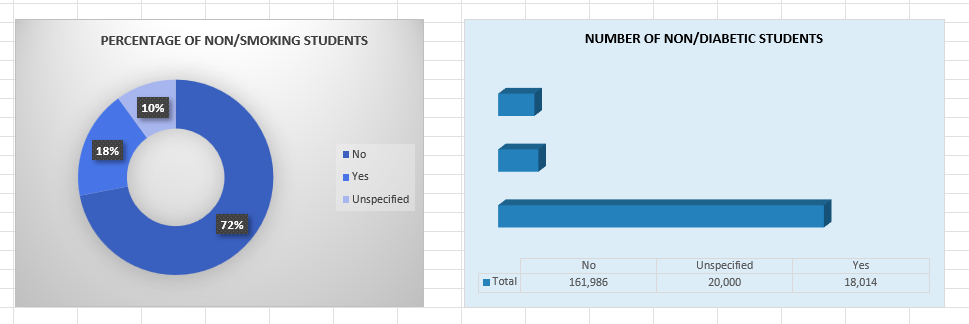 PERCENTAGE OF NON/SMOKING STUDENTS
10%
18%
72%
No
Yes
Unspecified
NUMBER OF NON/DIABETIC STUDENTS
No Unspecified Yes
Total 161,986 20,000 18,014